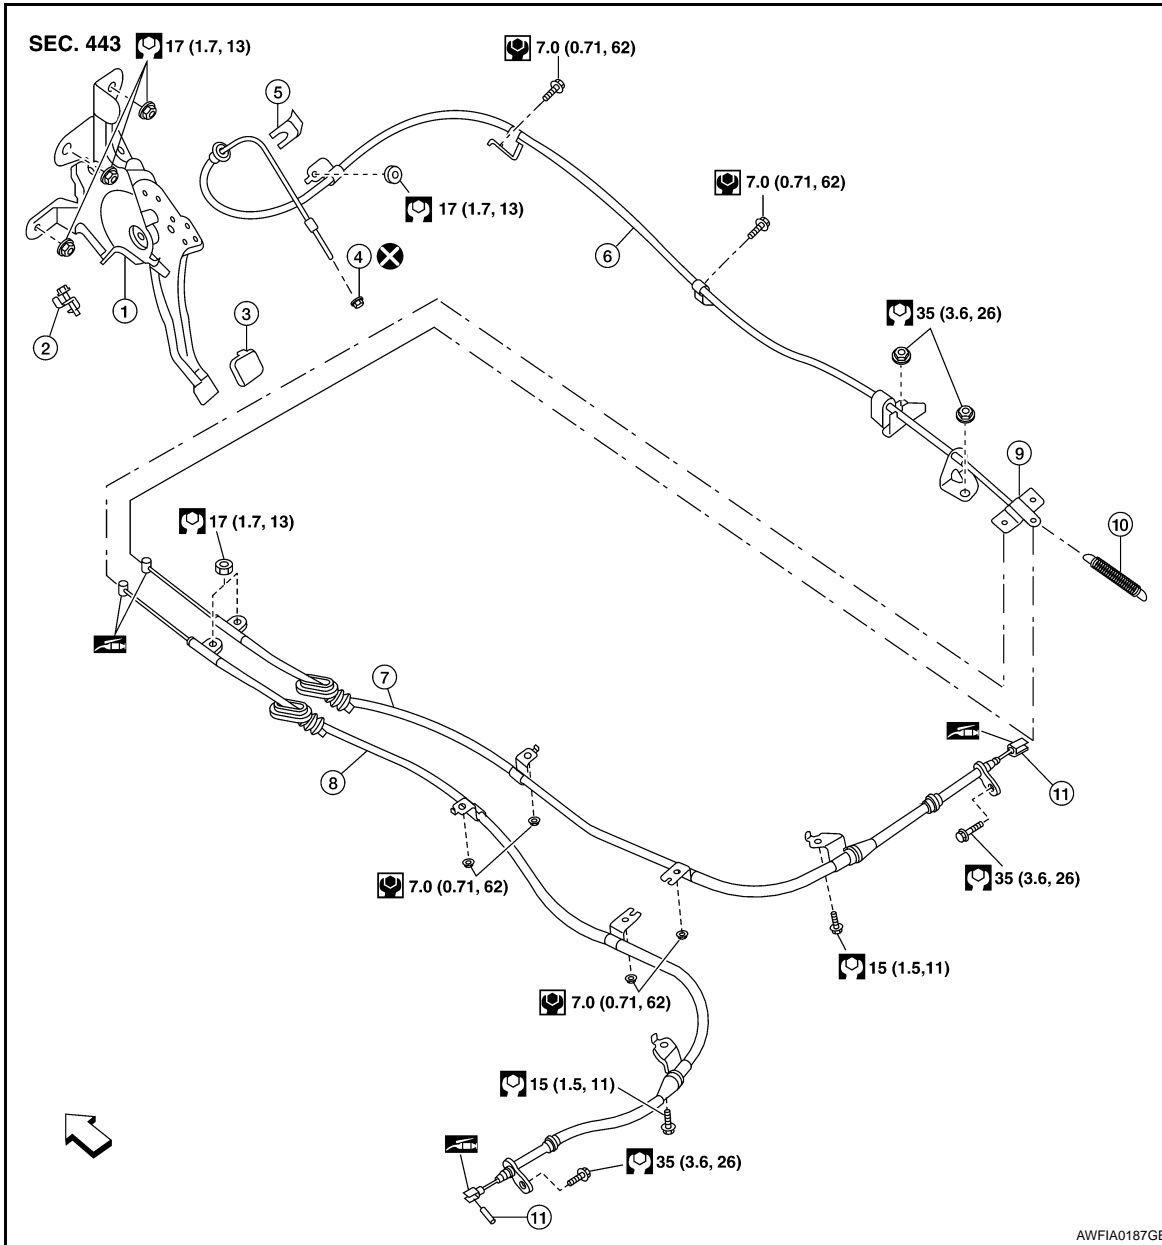 SEC. 443
17 (1.7, 13)
7.0 (0.71, 62)
5
7.0 (0.71, 62)
17 (1.7, 13)
6
4
1
2
3
35 (3.6, 26)
9
10
17 (1.7, 13)
7
8
11
35 (3.6, 26)
7.0 (0.71, 62)
15 (1.5,11)
7.0 (0.71, 62)
15 (1.5, 11)
35 (3.6, 26)
11
AWFIA0187GE